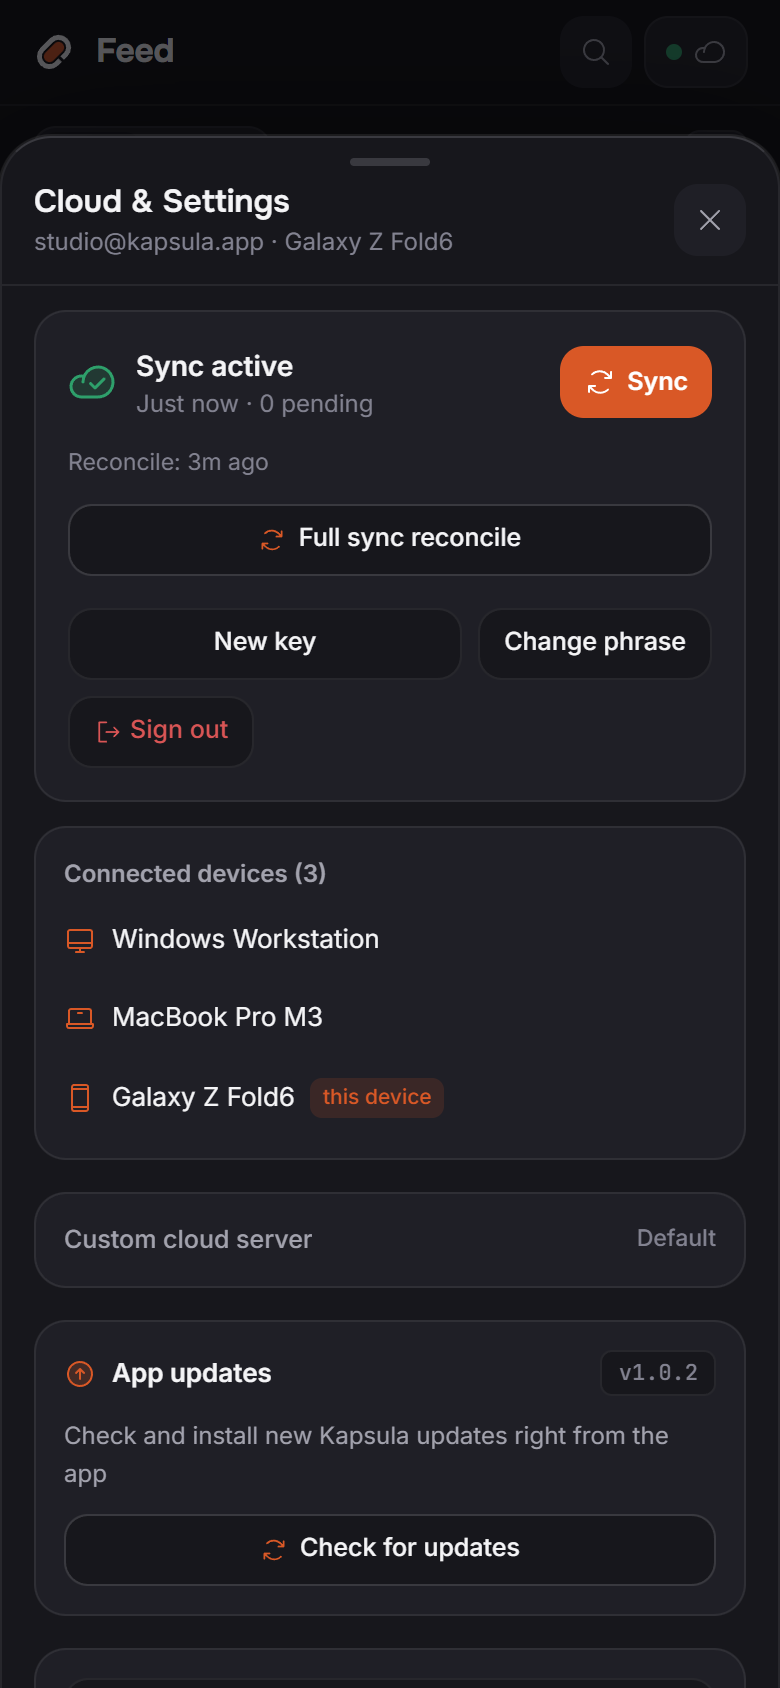 Feed
Cloud & Settings
studio@kapsula.app · Galaxy Z Fold6
Sync active
Just now · 0 pending
Sync
Reconcile: 3m ago
Full sync reconcile
New key
Change phrase
Sign out
Connected devices (3)
Windows Workstation
MacBook Pro M3
Galaxy Z Fold6
this device
Custom cloud server
Default
App updates
v1.0.2
Check and install new Kapsula updates right from the
app
Check for updates